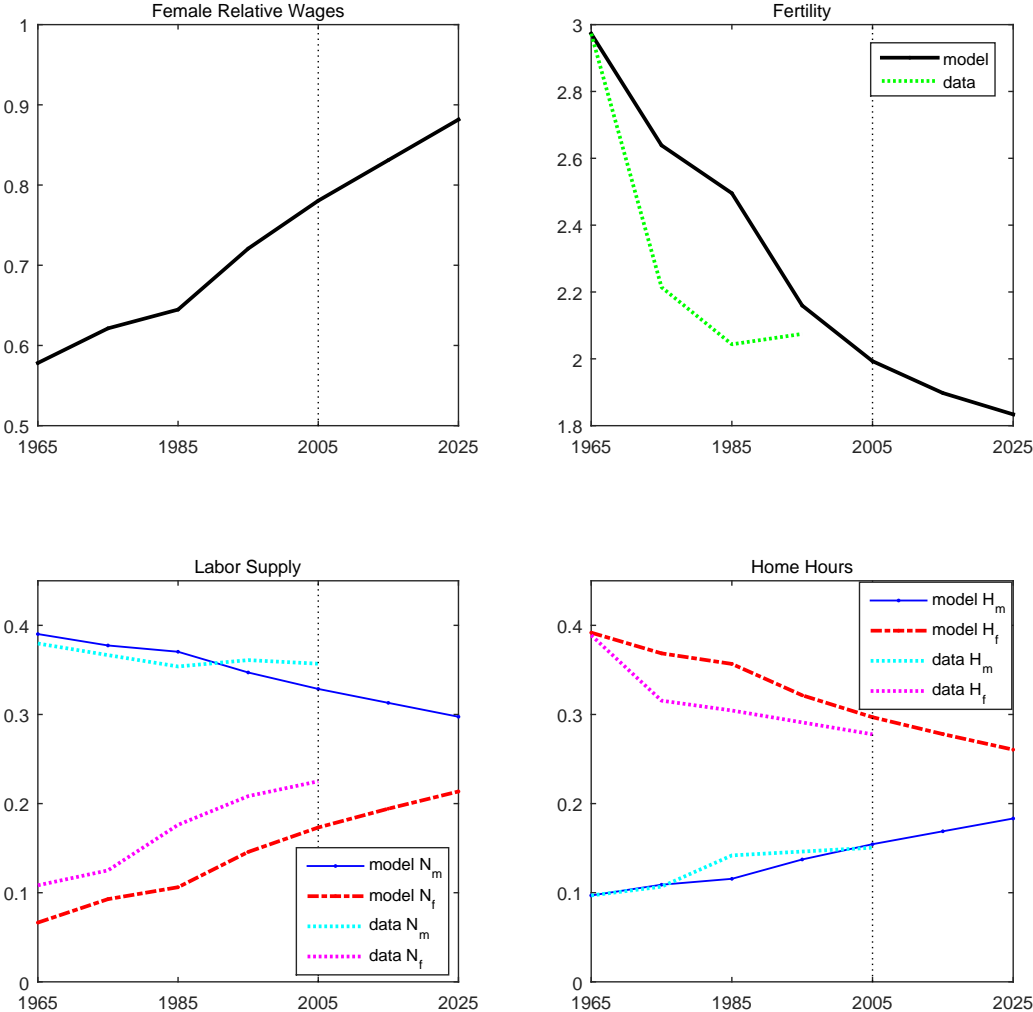 Female Relative Wages
1
0.9
0.8
0.7
0.6
0.5
1965 1985 2005 2025
Fertility
3
2.8
2.6
2.4
2.2
2
1.8
1965 1985 2005 2025
model
data
Labor Supply
0.4
0.3
0.2
0.1
0
1965 1985 2005 2025
model N_m
model N_f
data N_m
data N_f
Home Hours
0.4
0.3
0.2
0.1
0
1965 1985 2005 2025
model H_m
model H_f
data H_m
data H_f